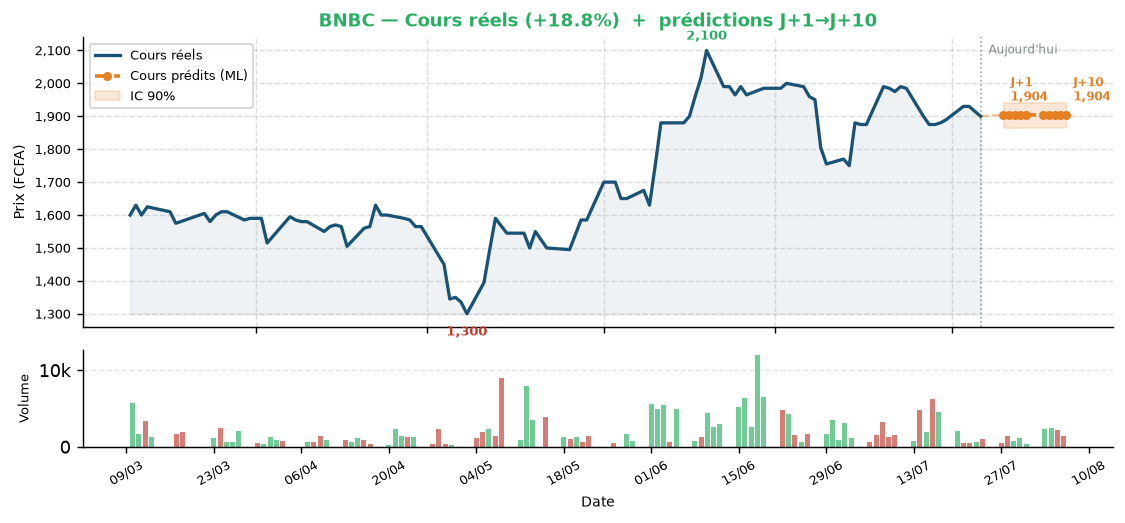 BNBC — Cours réels (+18.8%)  +  prédictions J+1→J+10
2,100
Aujourd'hui
Cours réels
Cours prédits (ML)
IC 90%
J+1
1,904
J+10
1,904
Prix (FCFA)
2,100
2,000
1,900
1,800
1,700
1,600
1,500
1,400
1,300
1,300
Volume
10k
0
09/03
23/03
06/04
20/04
04/05
18/05
01/06
15/06
29/06
13/07
27/07
10/08
Date